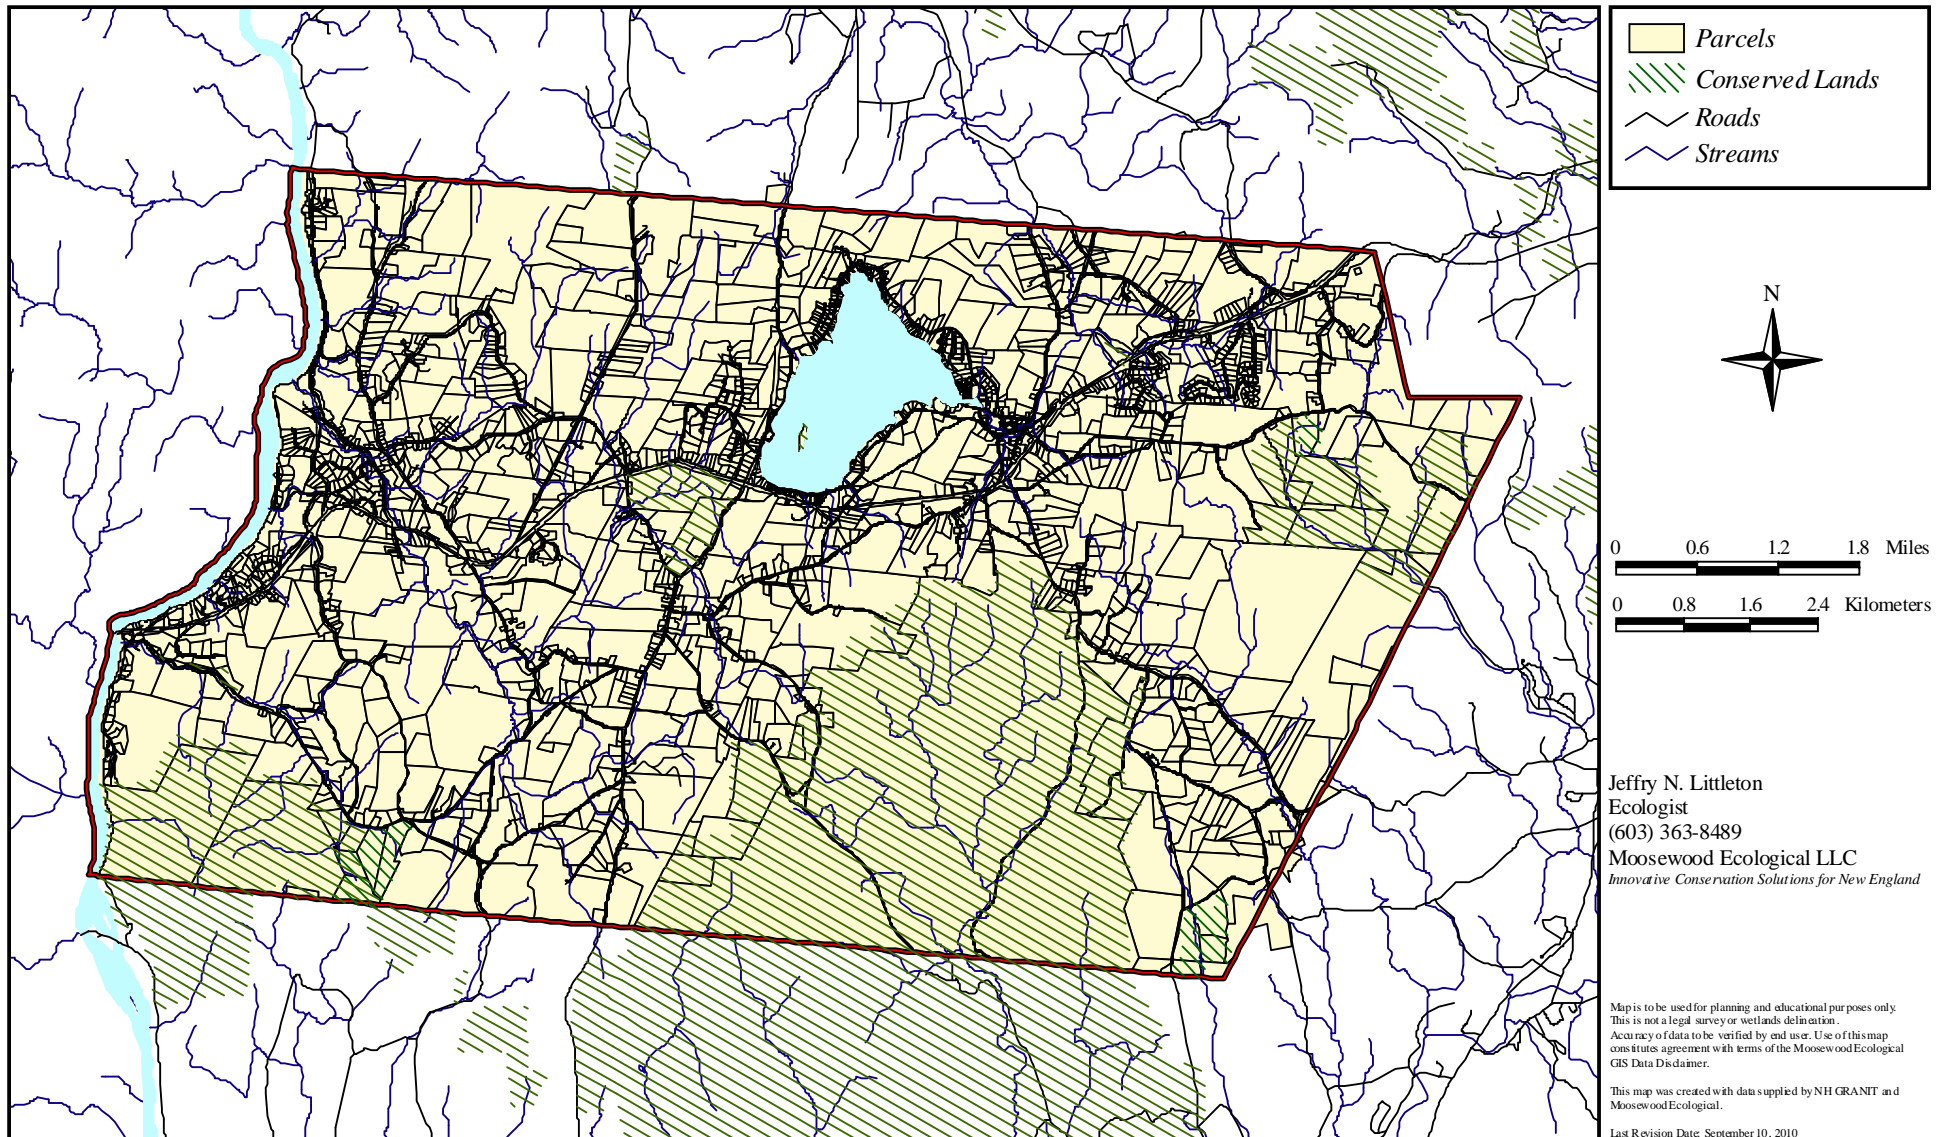 Parcels
Conserved Lands
Roads
Streams
N
0 0.6 1.2 1.8 Miles
0 0.8 1.6 2.4 Kilometers
Jeffry N. Littleton
Ecologist
(603) 363-8489
Moosewood Ecological LLC
Innovative Conservation Solutions for New England
Map is to be used for planning and educational purposes only.
This is not a legal survey or wetlands delineation.
Accuracy of data to be verified by end user. Use of this map
constitutes agreement with terms of the Moosewood Ecological
GIS Data Disclaimer.
This map was created with data supplied by NH GRANIT and
Moosewood Ecological.
Last Revision Date: September 10, 2010